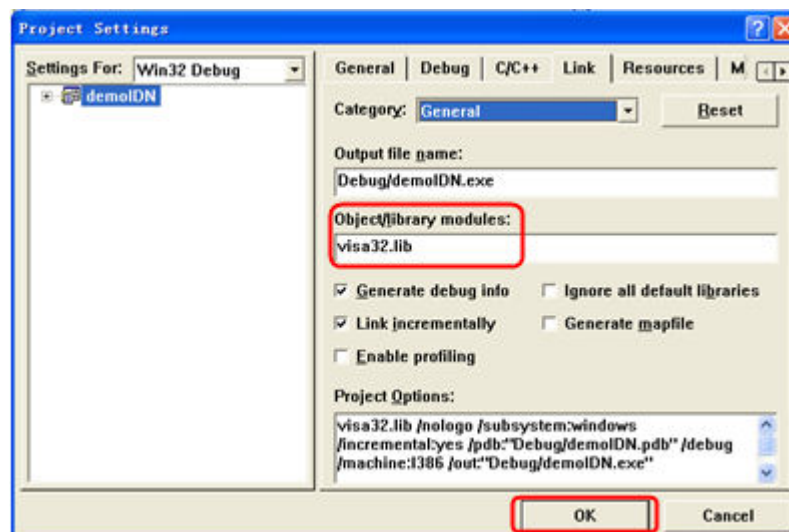 Project Settings
Settings For: Win32 Debug
General Debug C/C++ Link Resources M
demoIDN
Category: General Reset
Output file name:
Debug/demoIDN.exe
Object/library modules:
visa32.lib
Generate debug info Ignore all default libraries
Link incrementally Generate mapfile
Enable profiling
Project Options:
visa32.lib /nologo /subsystem:windows
/incremental:yes /pdb:"Debug/demoIDN.pdb" /debug
/machine:I386 /out:"Debug/demoIDN.exe"
OK Cancel